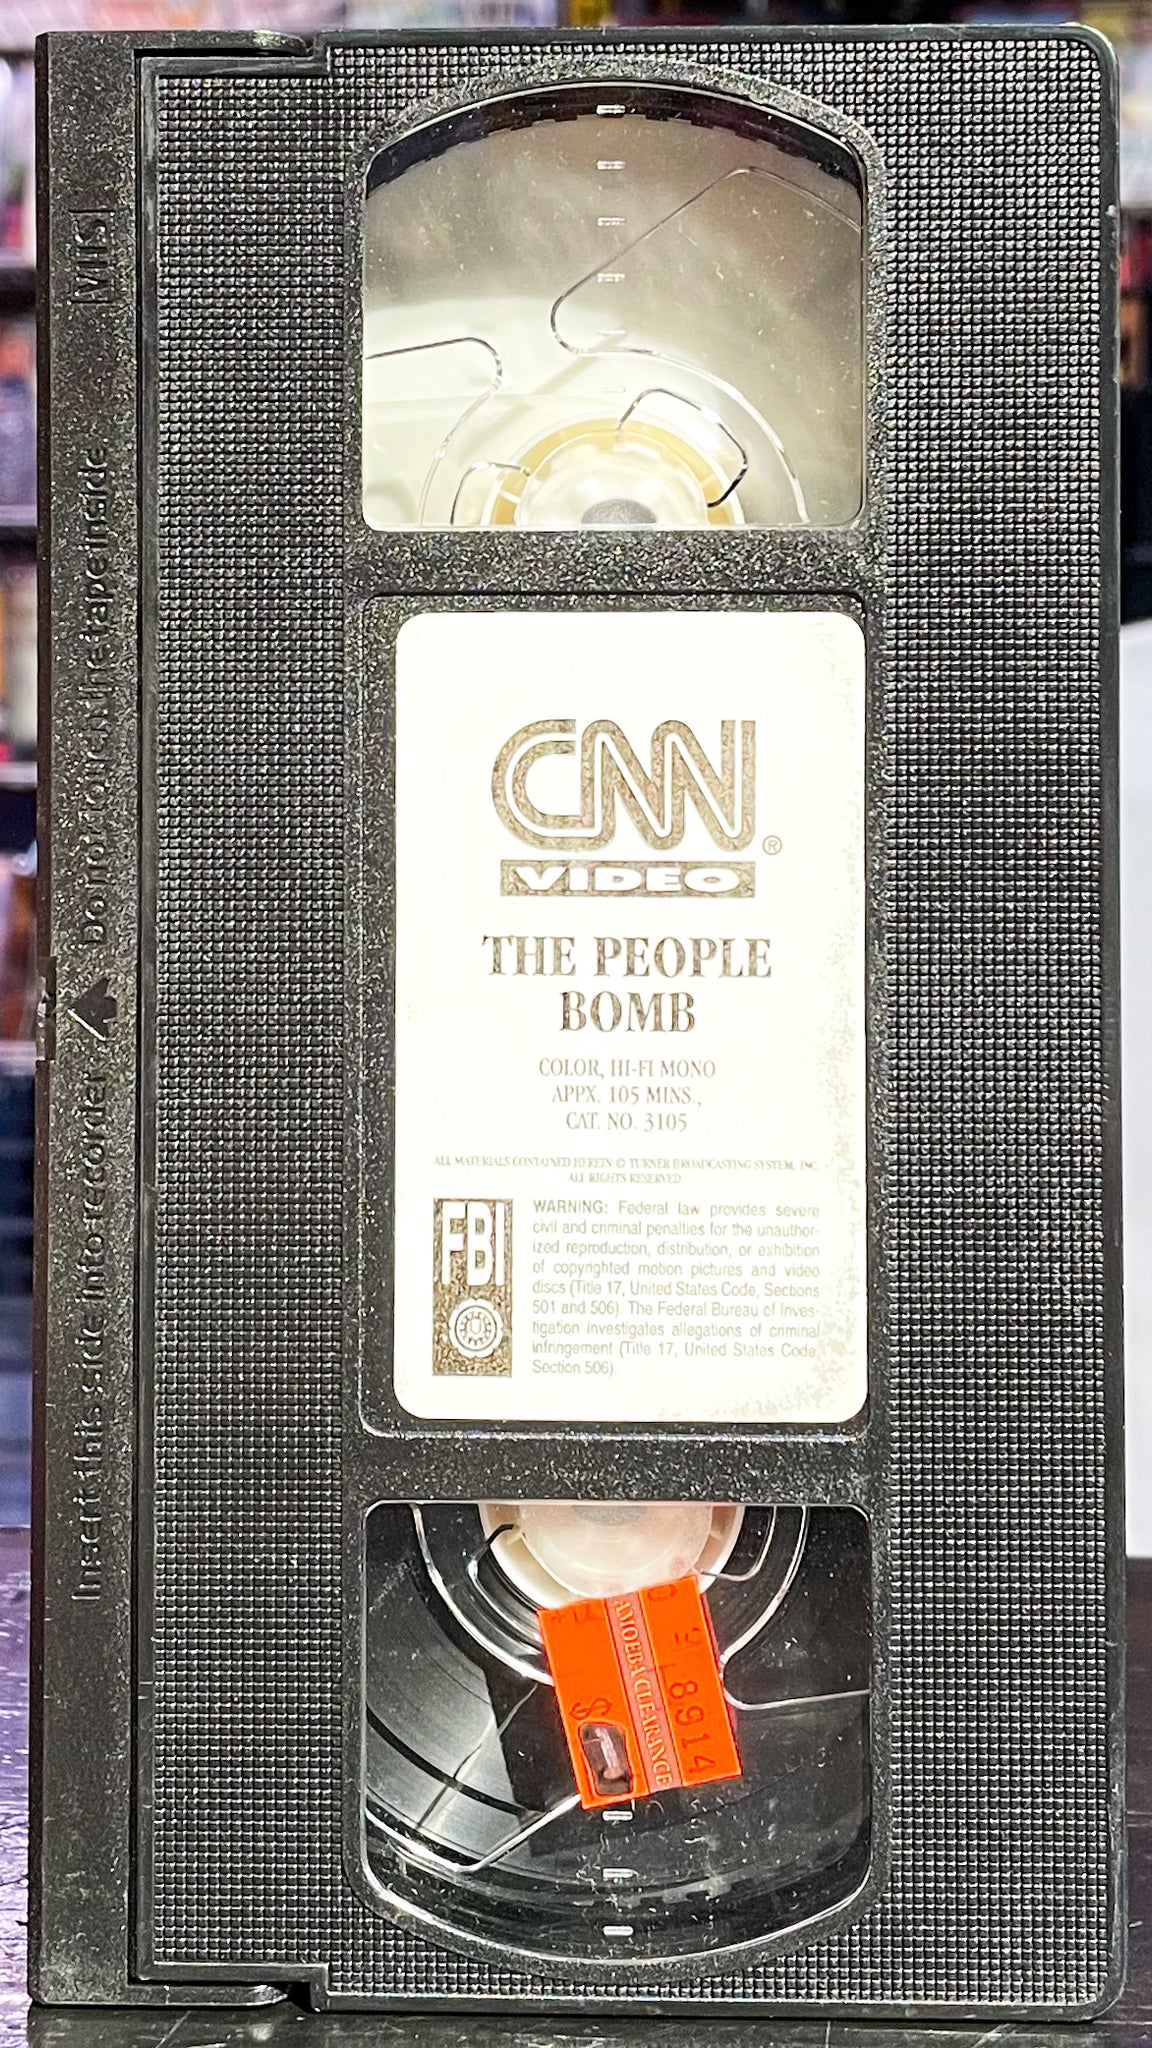 VHS
Insert this side into recorder ▲ Do not touch the tape inside
CNN®
VIDEO
THE PEOPLE
BOMB
COLOR, HI-FI MONO
APPX. 105 MINS.,
CAT. NO. 3105
ALL MATERIALS CONTAINED HEREIN © TURNER BROADCASTING SYSTEM, INC.
ALL RIGHTS RESERVED
FBI
WARNING: Federal law provides severe
civil and criminal penalties for the unauthor-
ized reproduction, distribution, or exhibition
of copyrighted motion pictures and video
discs (Title 17, United States Code, Sections
501 and 506). The Federal Bureau of Inves-
tigation investigates allegations of criminal
infringement (Title 17, United States Code
Section 506).
8914
AMOEBA CLEARANCE
$